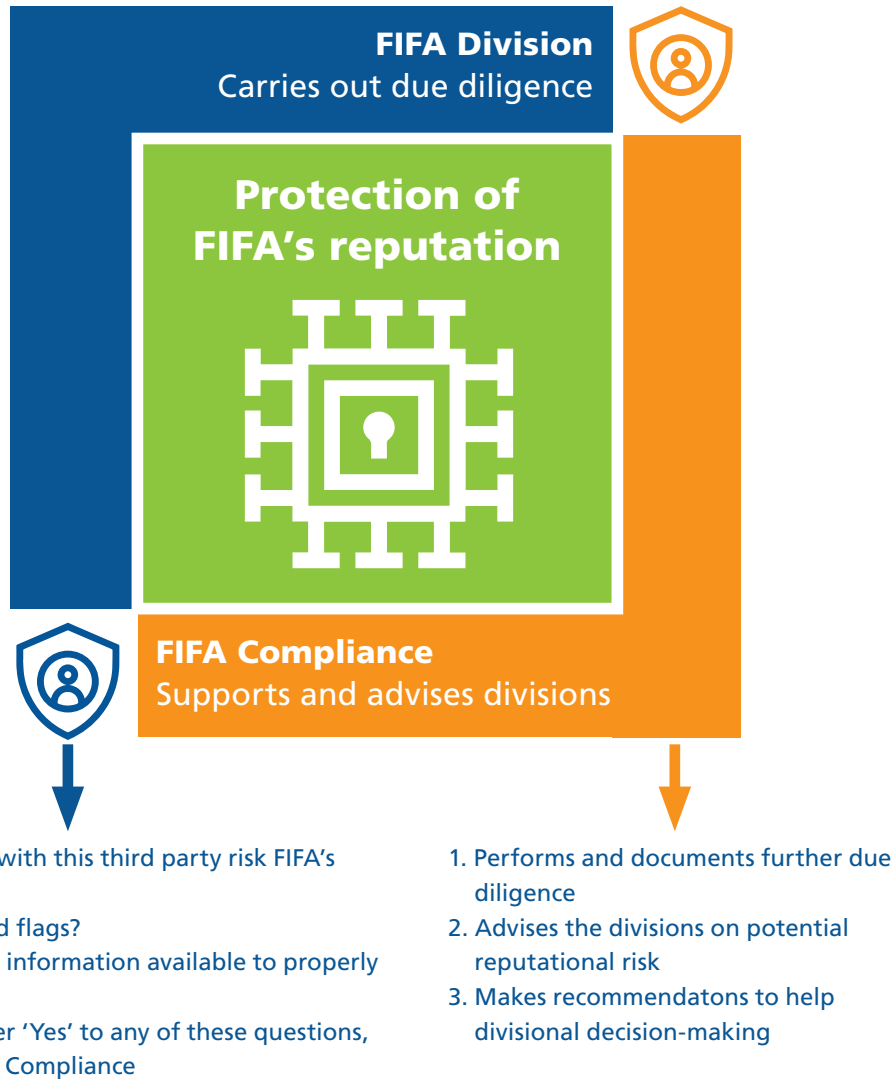 FIFA Division
Carries out due diligence
Protection of
FIFA’s reputation
FIFA Compliance
Supports and advises divisions
with this third party risk FIFA’s
flags?
information available to properly
‘Yes’ to any of these questions,
Compliance
1. Performs and documents further due
diligence
2. Advises the divisions on potential
reputational risk
3. Makes recommendatons to help
divisional decision-making